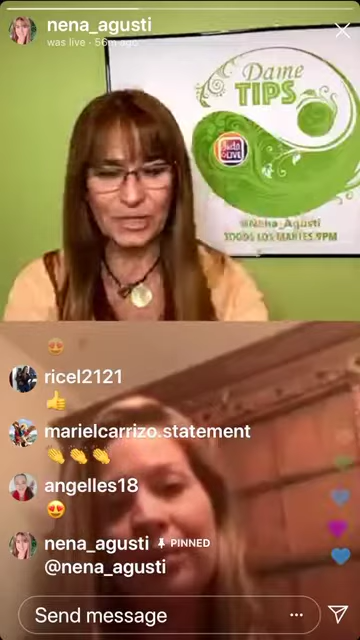 nena_agusti
was live · 56m ago
Dame
TIPS
LIVE
@Nena_Agusti
TODOS LOS MARTES 9PM
😍
ricel2121
👍
marielcarrizo.statement
👏👏👏
angelles18
😍
nena_agusti PINNED
@nena_agusti
Send message